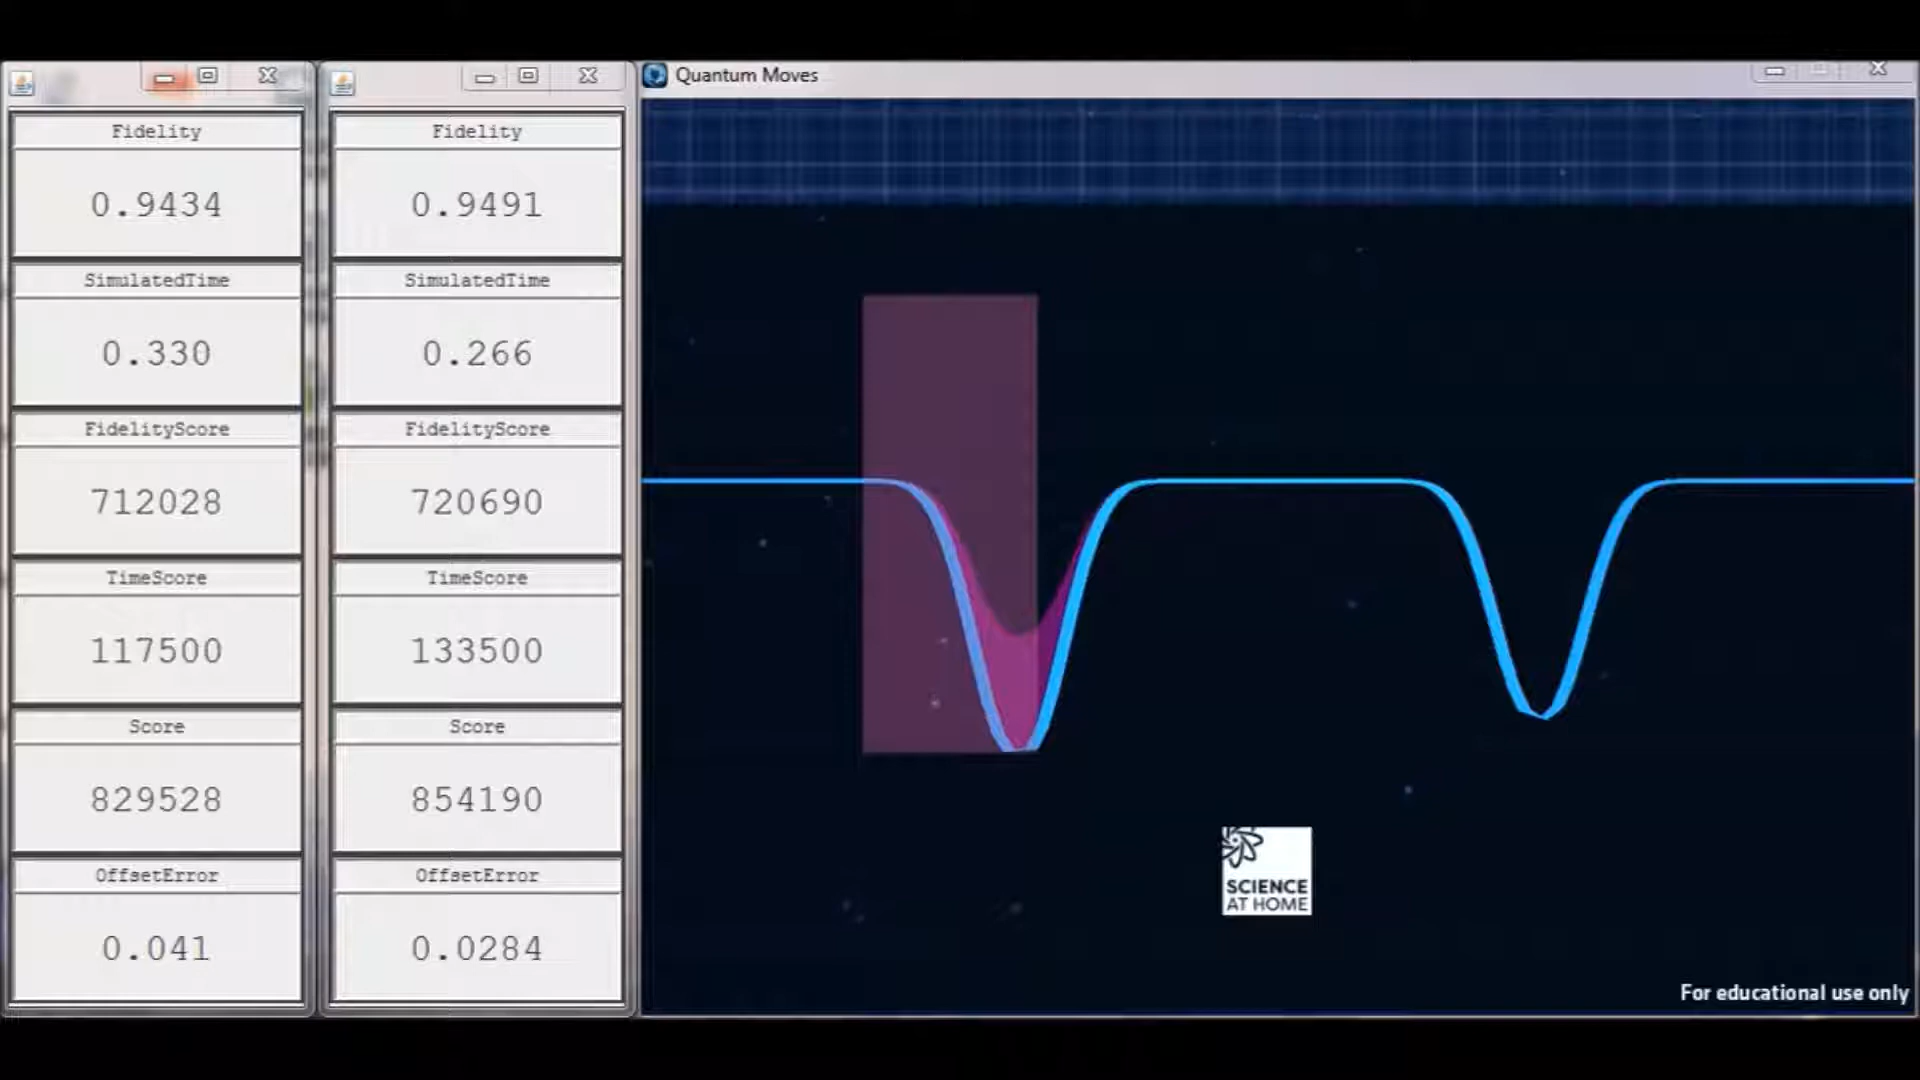 Quantum Moves
Fidelity
0.9434
SimulatedTime
0.330
FidelityScore
712028
TimeScore
117500
Score
829528
OffsetError
0.041
Fidelity
0.9491
SimulatedTime
0.266
FidelityScore
720690
TimeScore
133500
Score
854190
OffsetError
0.0284
SCIENCE
AT HOME
For educational use only